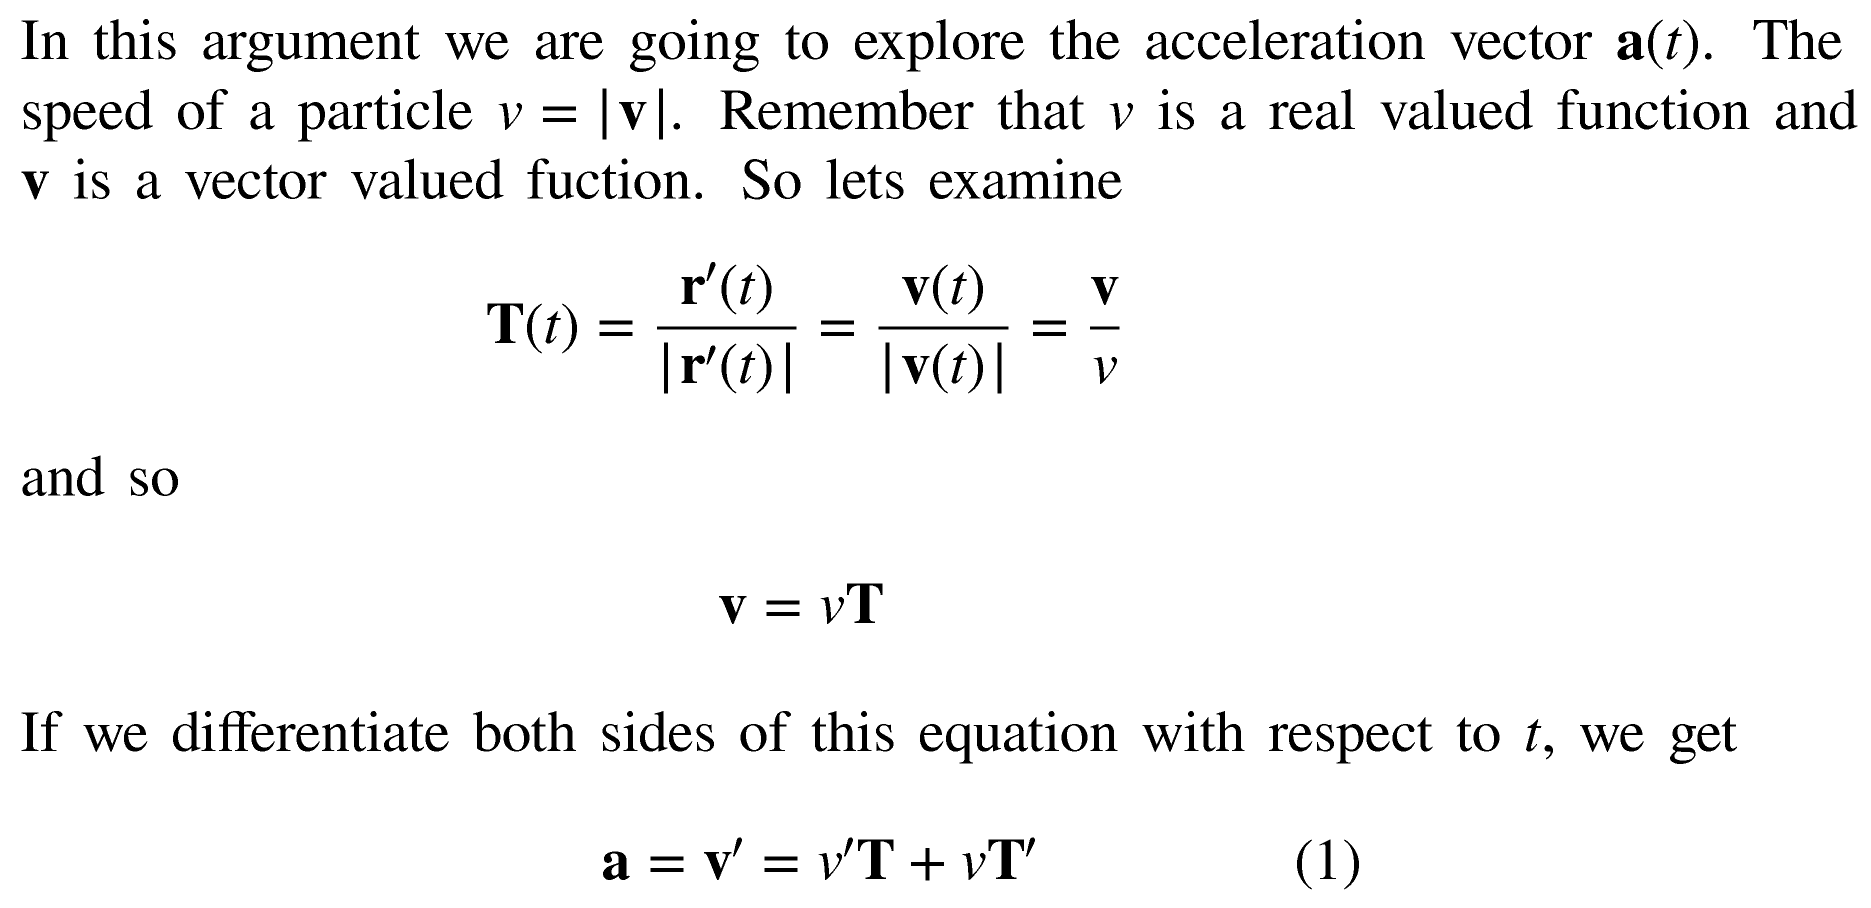 In this argument we are going to explore the acceleration vector a(t). The
speed of a particle v = |v|. Remember that v is a real valued function and
v is a vector valued fuction. So lets examine
T(t) = r′(t)/|r′(t)| = v(t)/|v(t)| = v/v
and so
v = vT
If we differentiate both sides of this equation with respect to t, we get
a = v′ = v′T + vT′ (1)